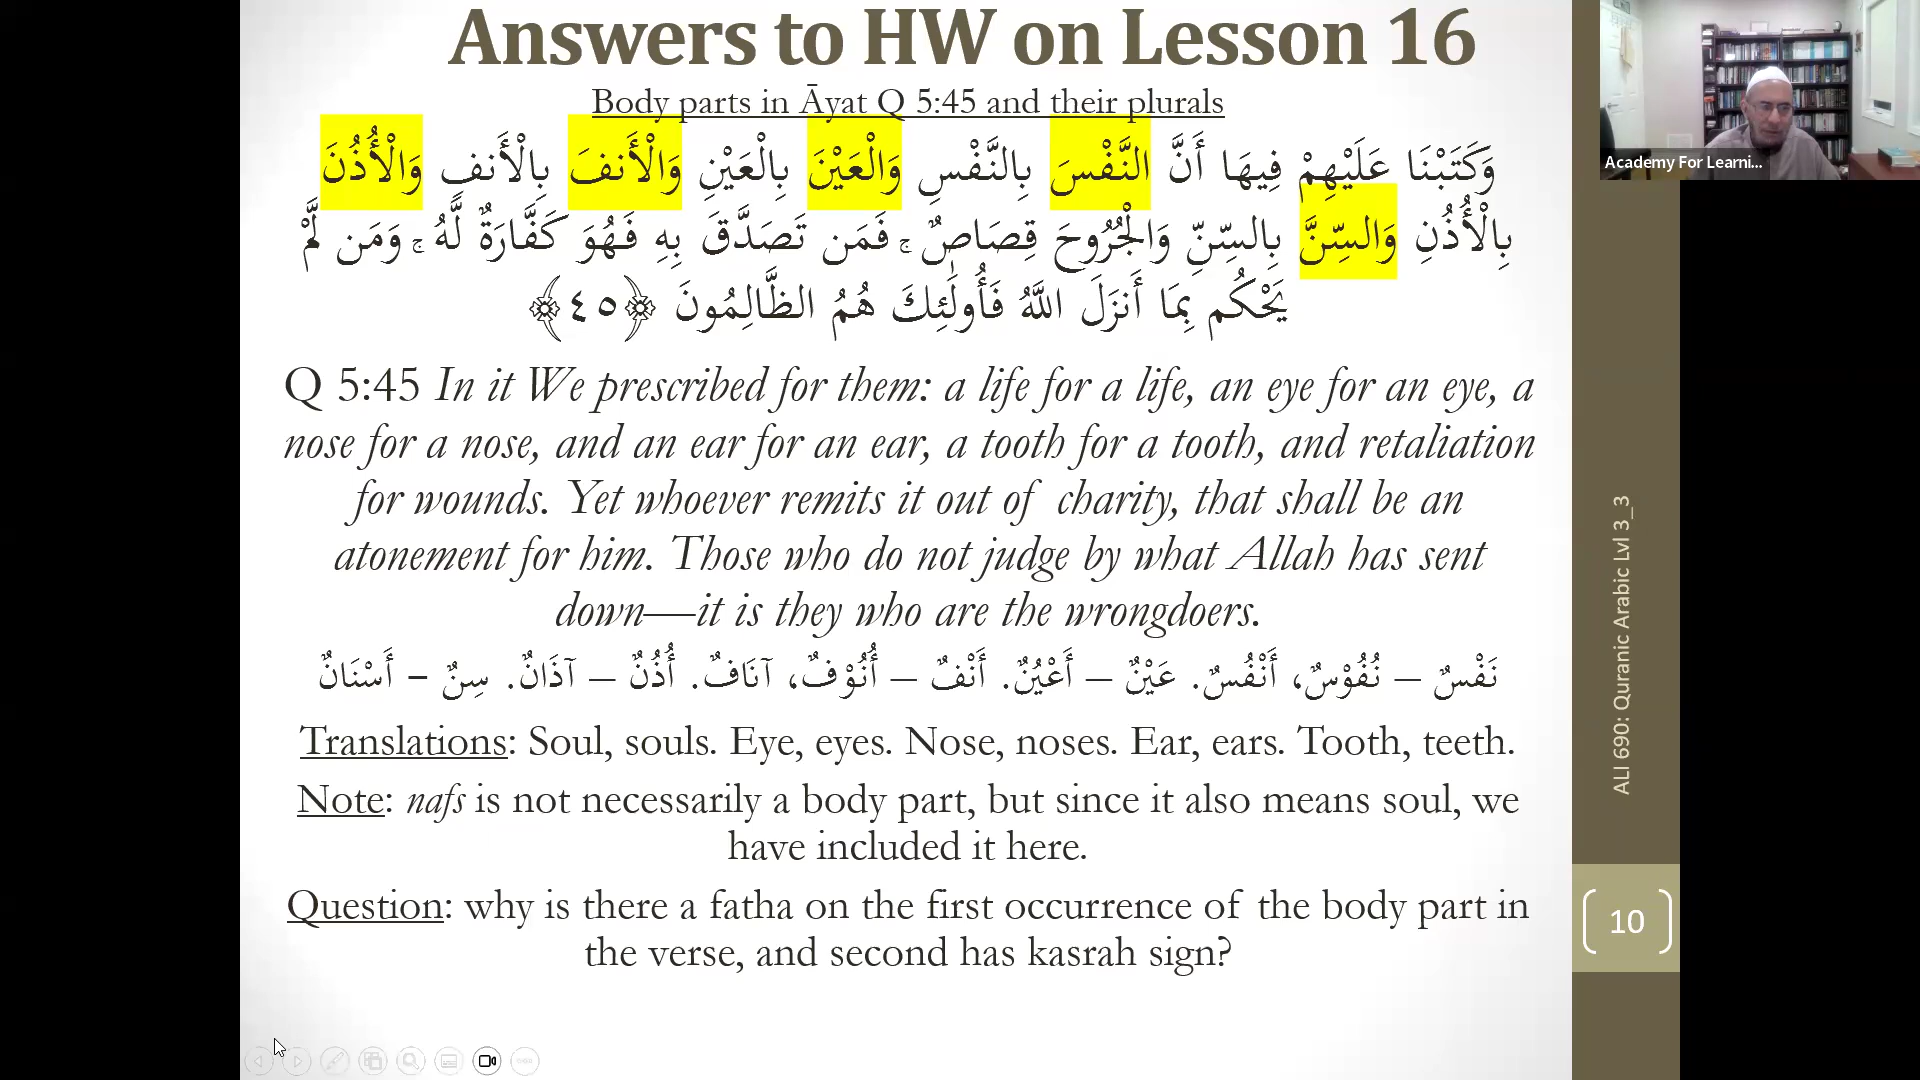 Answers to HW on Lesson 16
Body parts in Āyat Q 5:45 and their plurals
وَكَتَبْنَا عَلَيْهِمْ فِيهَا أَنَّ النَّفْسَ بِالنَّفْسِ وَالْعَيْنَ بِالْعَيْنِ وَالْأَنفَ بِالْأَنفِ وَالْأُذُنَ
بِالْأُذُنِ وَالسِّنَّ بِالسِّنِّ وَالْجُرُوحَ قِصَاصٌ ۚ فَمَن تَصَدَّقَ بِهِ فَهُوَ كَفَّارَةٌ لَّهُ ۚ وَمَن لَّمْ
يَحْكُم بِمَا أَنزَلَ اللَّهُ فَأُولَٰئِكَ هُمُ الظَّالِمُونَ ﴿٤٥﴾
Q 5:45 In it We prescribed for them: a life for a life, an eye for an eye, a
nose for a nose, and an ear for an ear, a tooth for a tooth, and retaliation
for wounds. Yet whoever remits it out of charity, that shall be an
atonement for him. Those who do not judge by what Allah has sent
down—it is they who are the wrongdoers.
نَفْسٌ – نُفُوْسٌ، أَنْفُسٌ. عَيْنٌ – أَعْيُنٌ. أَنْفٌ – أُنُوْفٌ، آنَافٌ. أُذُنٌ – آذَانٌ. سِنٌ – أَسْنَانٌ
Translations: Soul, souls. Eye, eyes. Nose, noses. Ear, ears. Tooth, teeth.
Note: nafs is not necessarily a body part, but since it also means soul, we
have included it here.
Question: why is there a fatha on the first occurrence of the body part in
the verse, and second has kasrah sign?
ALI 690: Quranic Arabic Lvl 3_3
10
Academy For Learni...